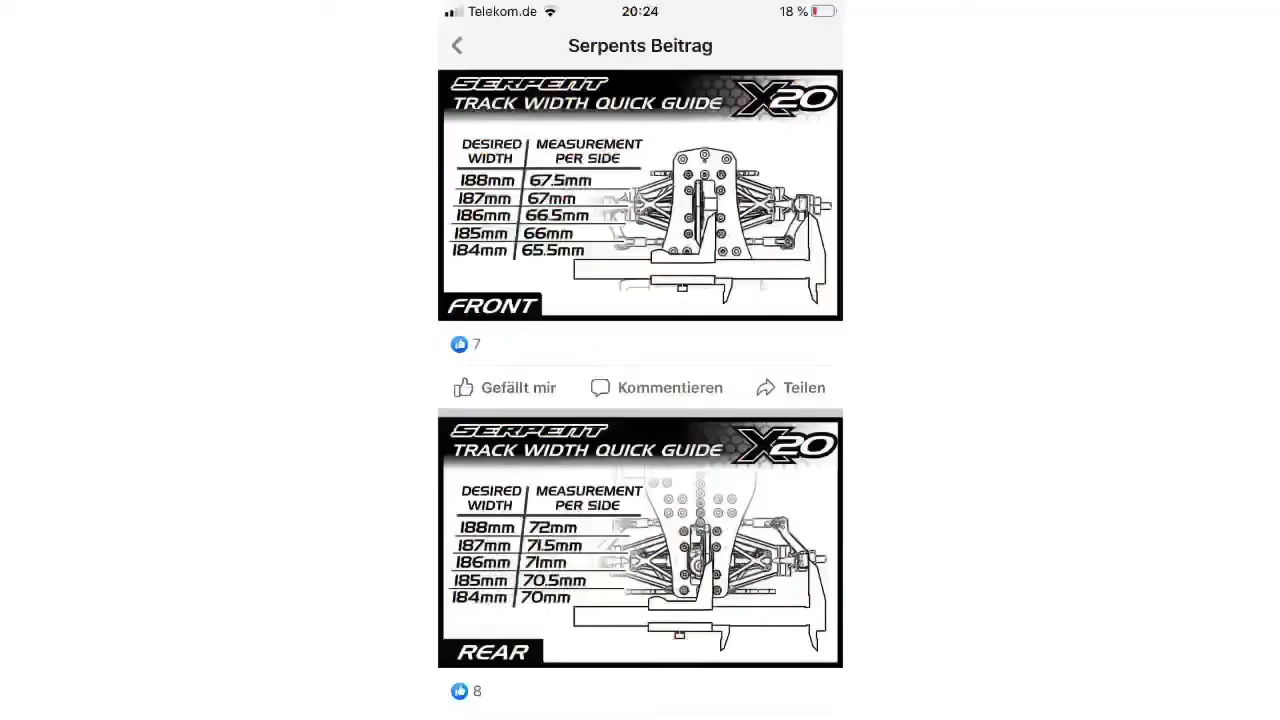 Telekom.de 20:24 18 %
Serpents Beitrag
SERPENT
TRACK WIDTH QUICK GUIDE X20
DESIRED WIDTH MEASUREMENT PER SIDE
188mm 67.5mm
187mm 67mm
186mm 66.5mm
185mm 66mm
184mm 65.5mm
FRONT
7
Gefällt mir Kommentieren Teilen
SERPENT
TRACK WIDTH QUICK GUIDE X20
DESIRED WIDTH MEASUREMENT PER SIDE
188mm 72mm
187mm 71.5mm
186mm 71mm
185mm 70.5mm
184mm 70mm
REAR
8